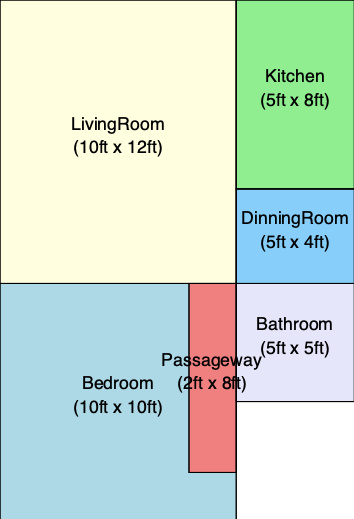 Kitchen
(5ft x 8ft)
LivingRoom
(10ft x 12ft)
DinningRoom
(5ft x 4ft)
Bathroom
(5ft x 5ft)
Passageway
(2ft x 8ft)
Bedroom
(10ft x 10ft)